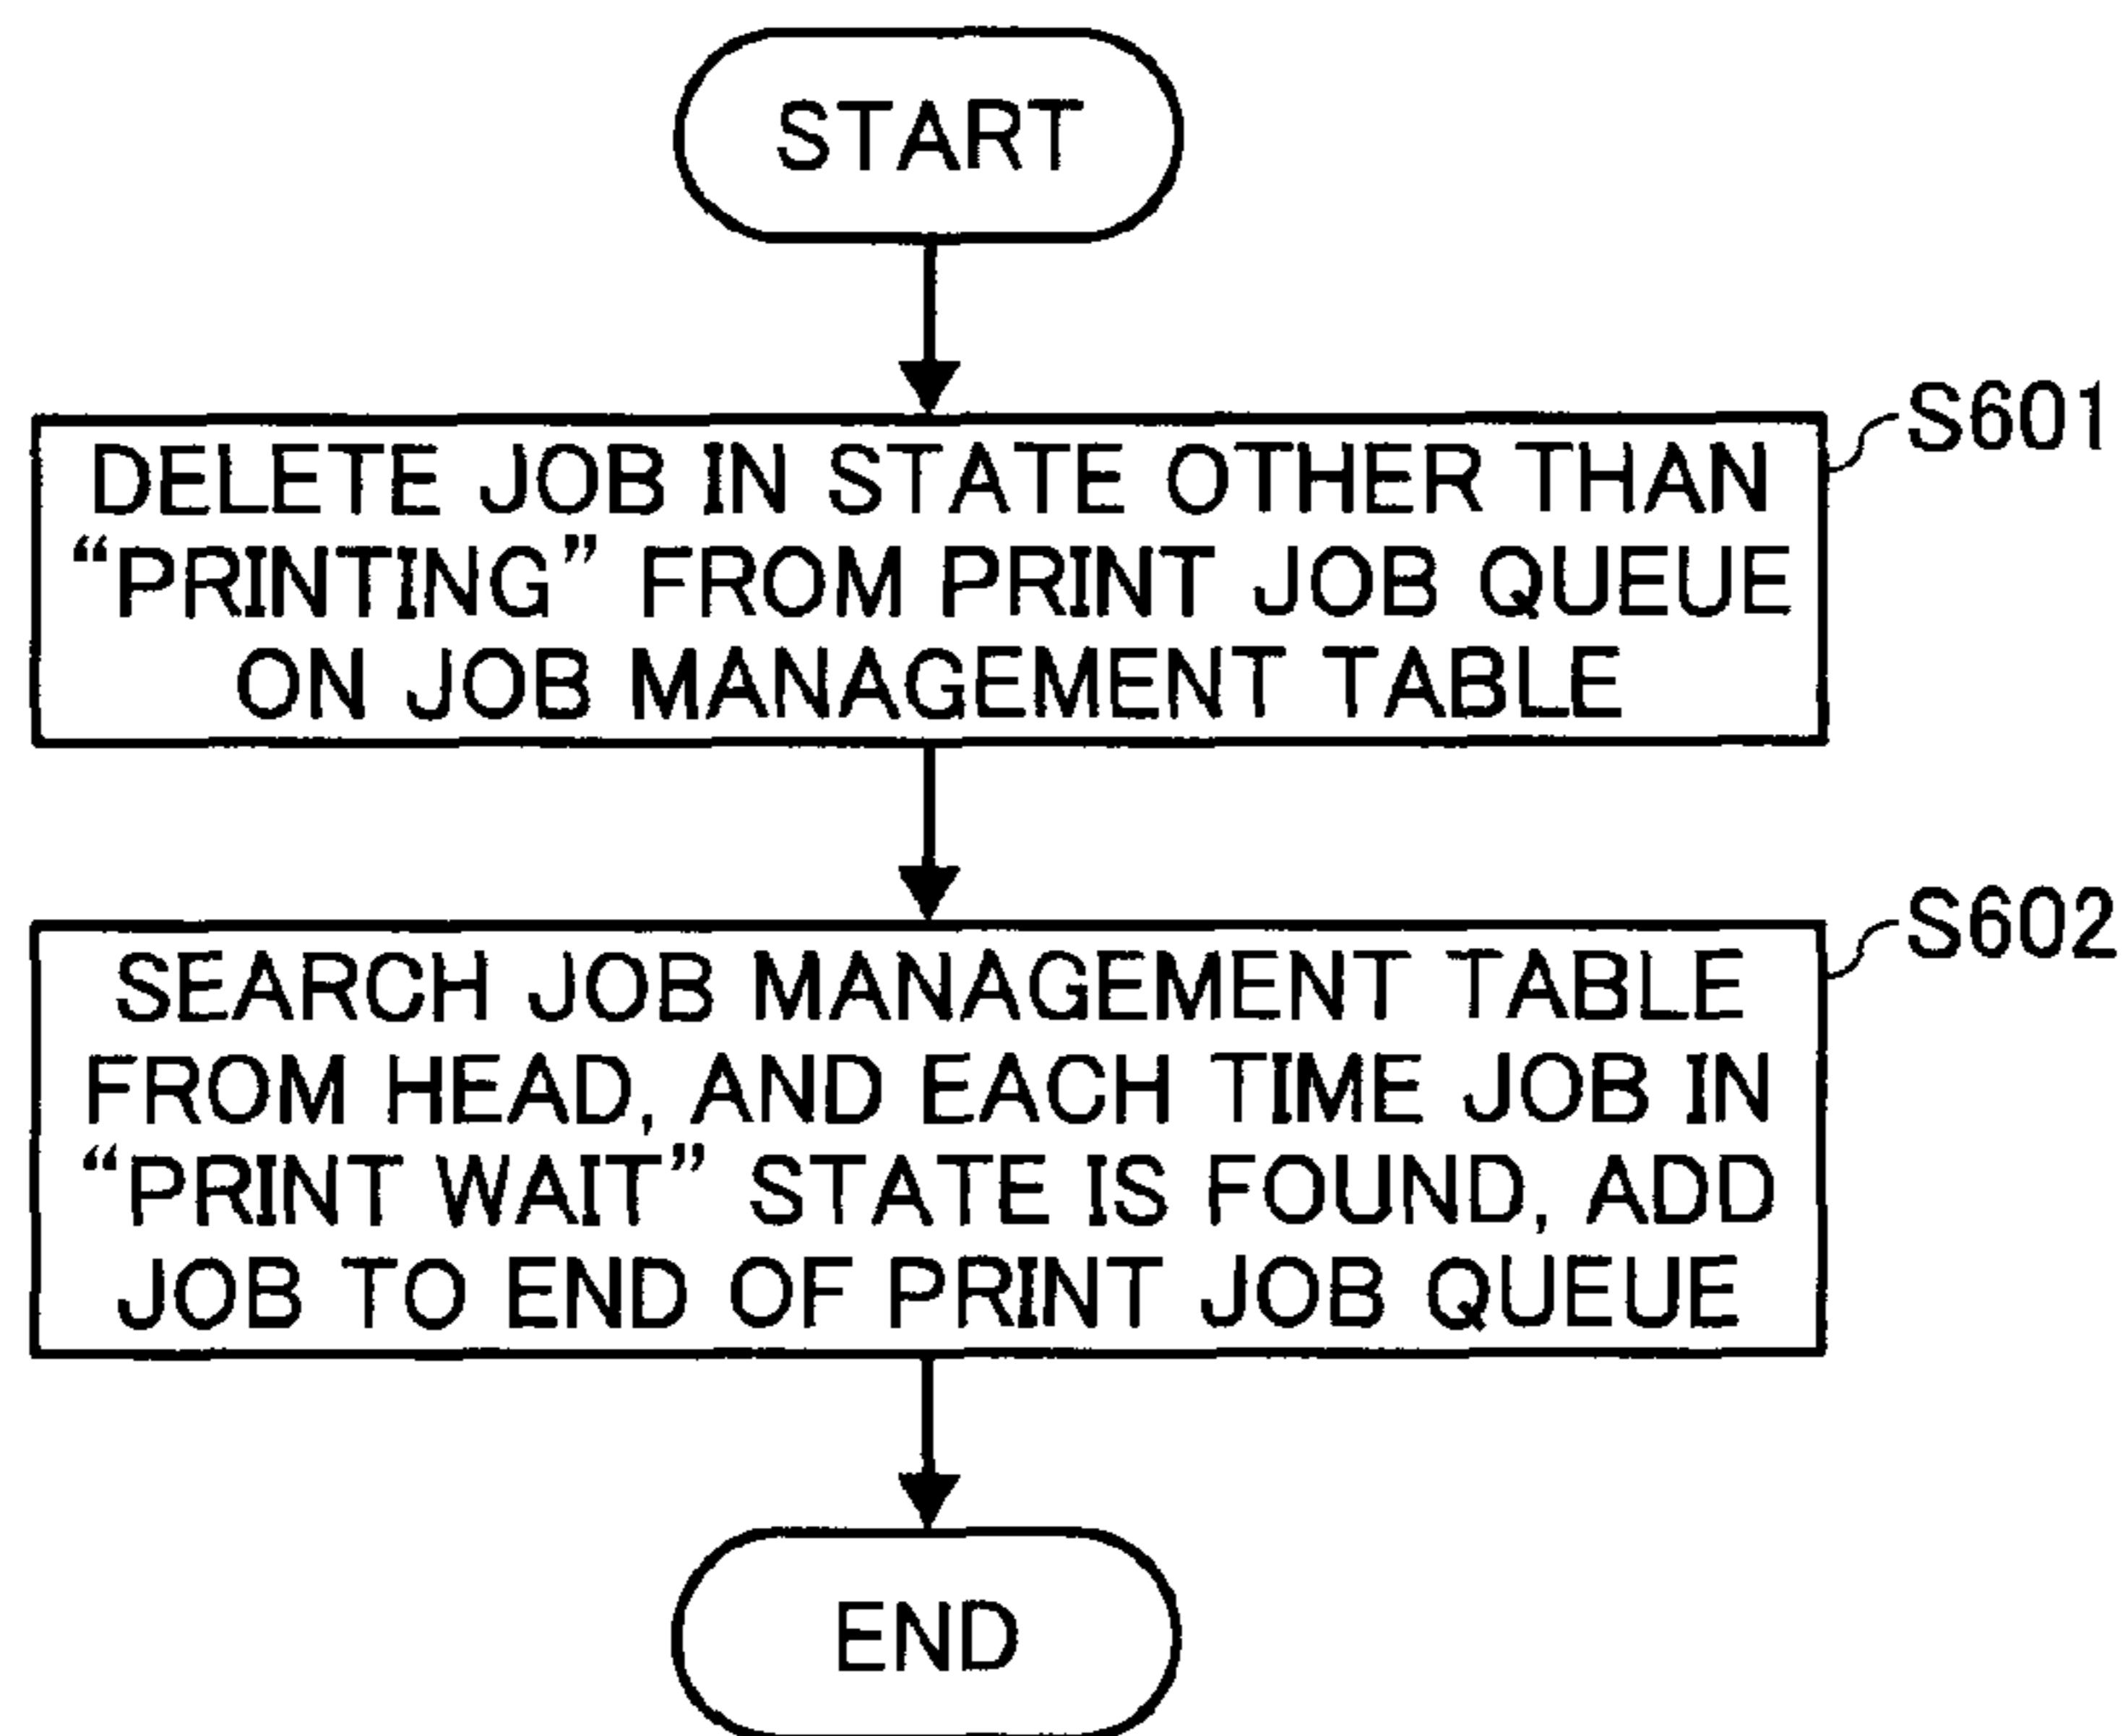 START
S601
DELETE JOB IN STATE OTHER THAN
“PRINTING” FROM PRINT JOB QUEUE
ON JOB MANAGEMENT TABLE
S602
SEARCH JOB MANAGEMENT TABLE
FROM HEAD, AND EACH TIME JOB IN
“PRINT WAIT” STATE IS FOUND, ADD
JOB TO END OF PRINT JOB QUEUE
END